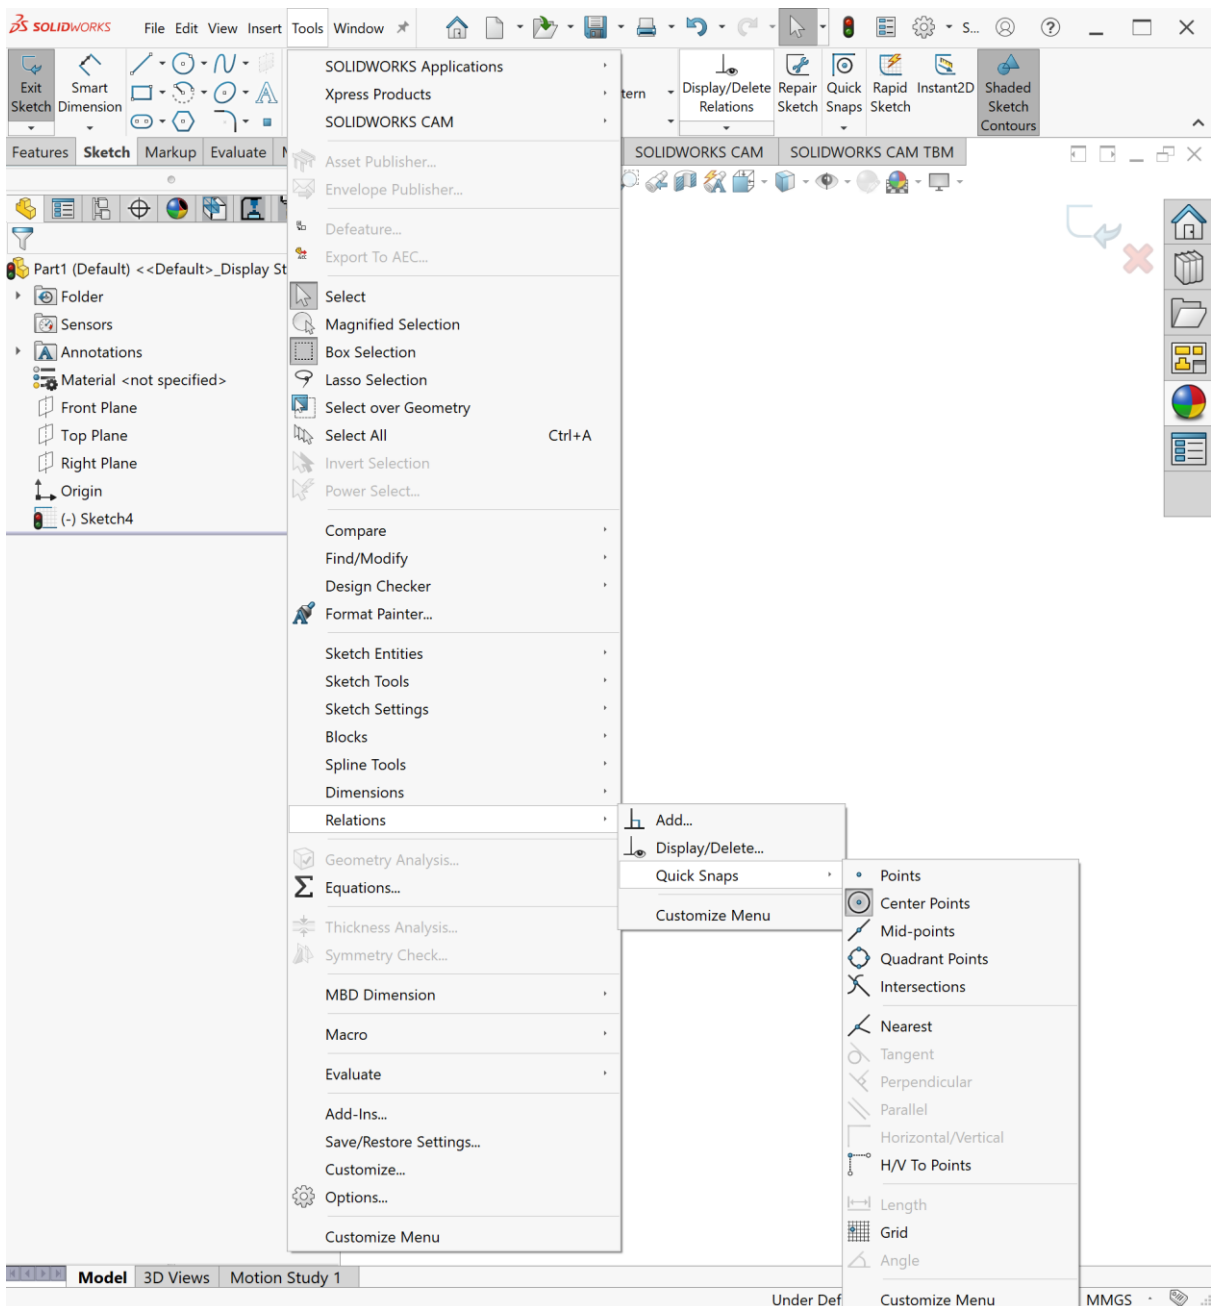 SOLIDWORKS File Edit View Insert Tools Window S...
Exit Sketch
Smart Dimension
tern
Display/Delete Relations
Repair Sketch
Quick Snaps
Rapid Sketch
Instant2D
Shaded Sketch Contours
Features Sketch Markup Evaluate SOLIDWORKS CAM SOLIDWORKS CAM TBM
Part1 (Default) <<Default>_Display St
Folder
Sensors
Annotations
Material <not specified>
Front Plane
Top Plane
Right Plane
Origin
(-) Sketch4
SOLIDWORKS Applications
Xpress Products
SOLIDWORKS CAM
Asset Publisher...
Envelope Publisher...
Defeature...
Export To AEC...
Select
Magnified Selection
Box Selection
Lasso Selection
Select over Geometry
Select All Ctrl+A
Invert Selection
Power Select...
Compare
Find/Modify
Design Checker
Format Painter...
Sketch Entities
Sketch Tools
Sketch Settings
Blocks
Spline Tools
Dimensions
Relations
Geometry Analysis...
Equations...
Thickness Analysis...
Symmetry Check...
MBD Dimension
Macro
Evaluate
Add-Ins...
Save/Restore Settings...
Customize...
Options...
Customize Menu
Add...
Display/Delete...
Quick Snaps
Customize Menu
Points
Center Points
Mid-points
Quadrant Points
Intersections
Nearest
Tangent
Perpendicular
Parallel
Horizontal/Vertical
H/V To Points
Length
Grid
Angle
Customize Menu
Model 3D Views Motion Study 1
Under Def MMGS